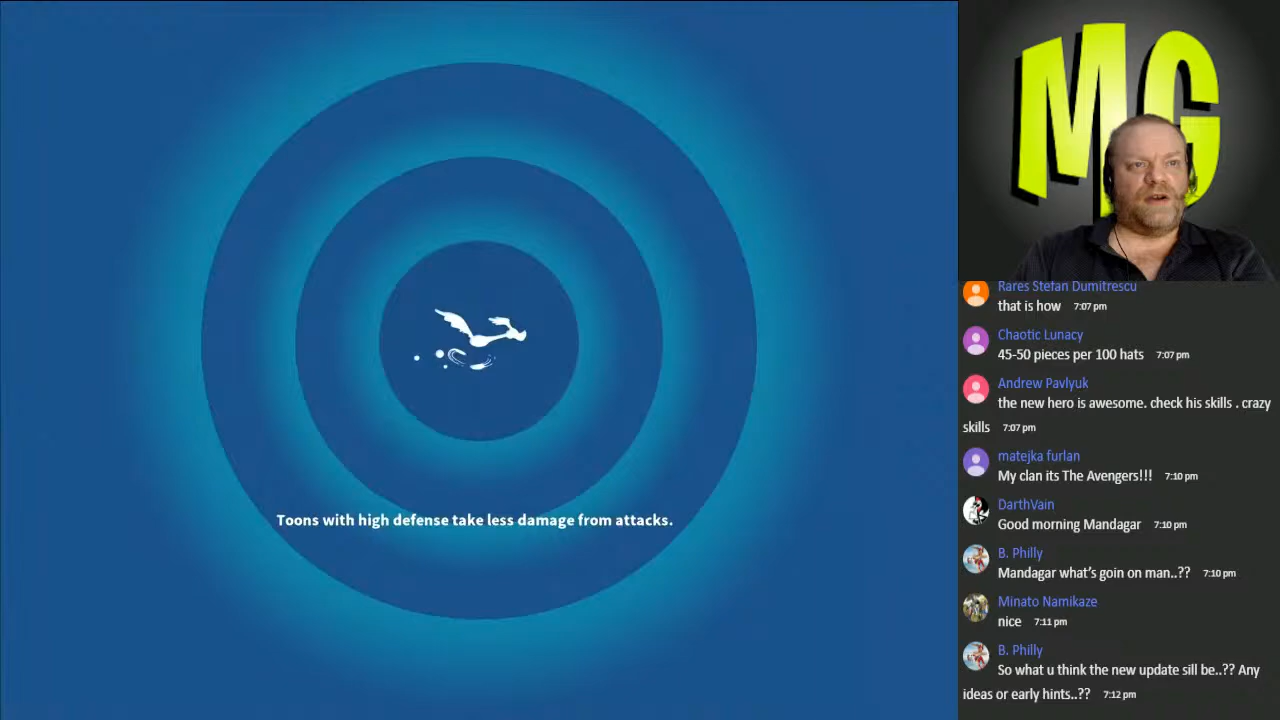 Toons with high defense take less damage from attacks.
MG
Rares Stefan Dumitrescu
that is how 7:07 pm
Chaotic Lunacy
45-50 pieces per 100 hats 7:07 pm
Andrew Pavlyuk
the new hero is awesome. check his skills . crazy
skills 7:07 pm
matejka furlan
My clan its The Avengers!!! 7:10 pm
DarthVain
Good morning Mandagar 7:10 pm
B. Philly
Mandagar what's goin on man..?? 7:10 pm
Minato Namikaze
nice 7:11 pm
B. Philly
So what u think the new update sill be..?? Any
ideas or early hints..?? 7:12 pm